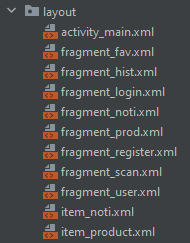 layout
activity_main.xml
fragment_fav.xml
fragment_hist.xml
fragment_login.xml
fragment_noti.xml
fragment_prod.xml
fragment_register.xml
fragment_scan.xml
fragment_user.xml
item_noti.xml
item_product.xml